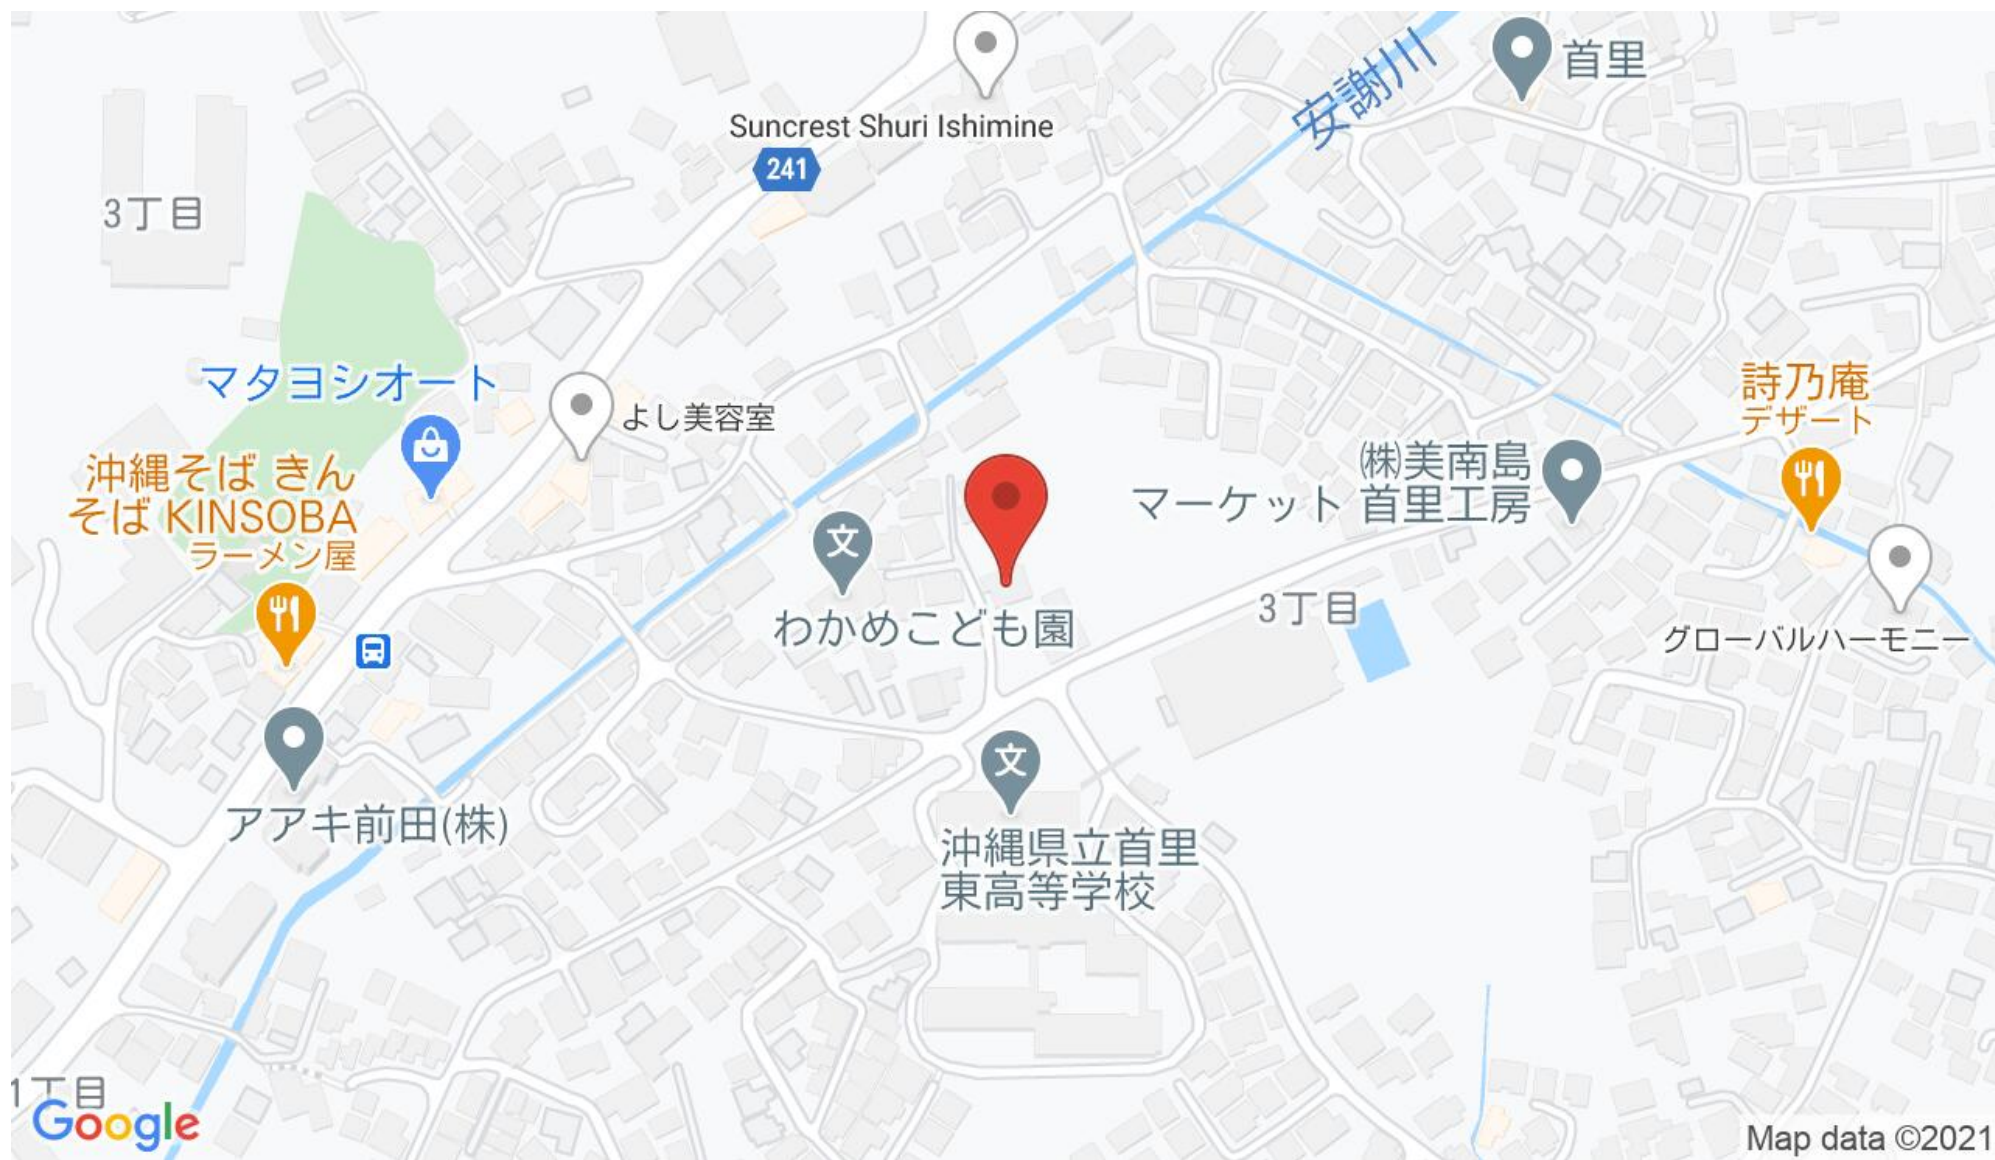 首里
安謝川
Suncrest Shuri Ishimine
241
3丁目
マタヨシオート
よし美容室
詩乃庵
デザート
沖縄そば きん
そば KINSOBA
ラーメン屋
(株)美南島
マーケット 首里工房
文
わかめこども園
3丁目
グローバルハーモニー
アアキ前田(株)
文
沖縄県立首里
東高等学校
1丁目
Google
Map data ©2021